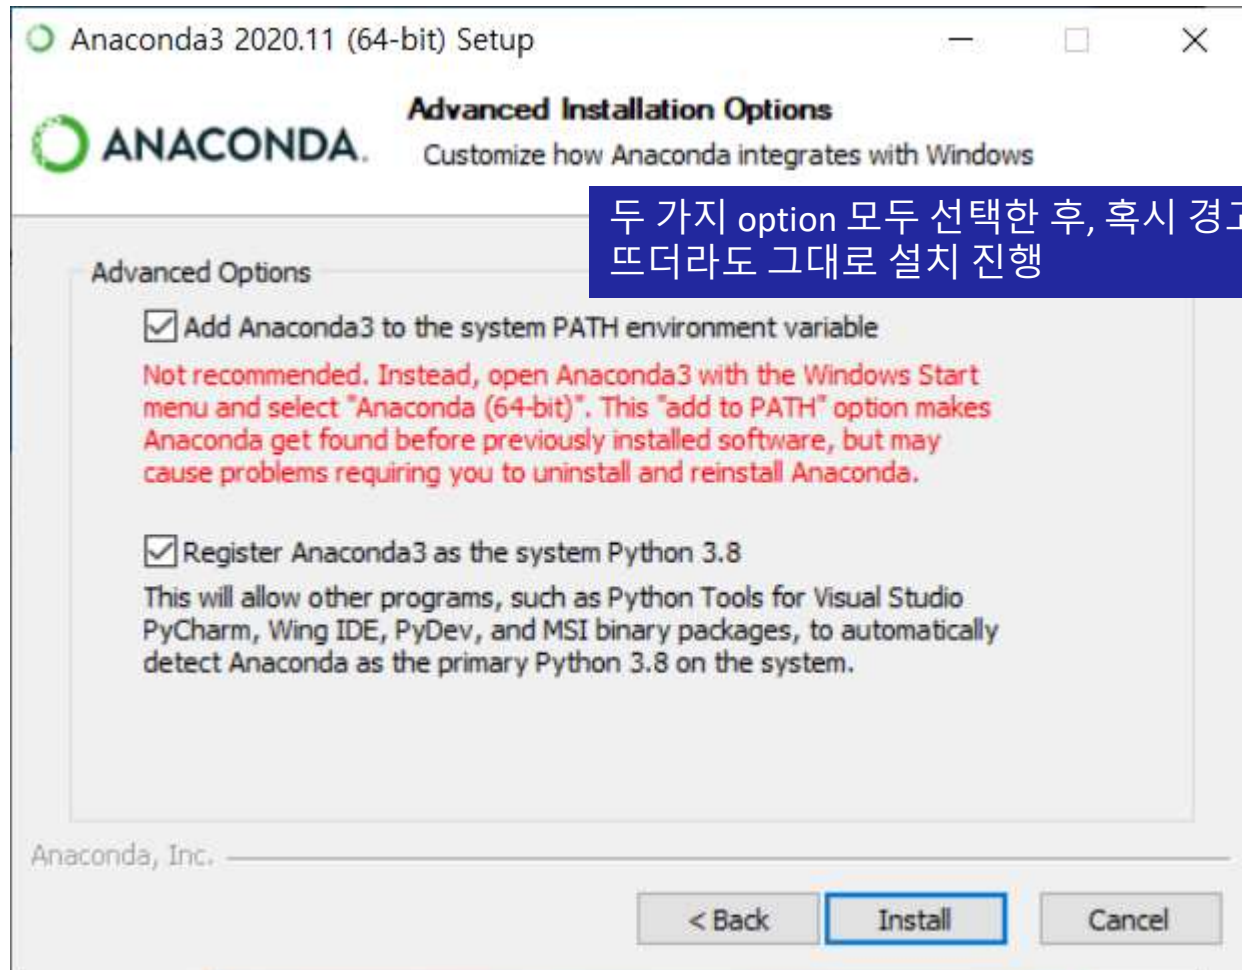 Anaconda3 2020.11 (64-bit) Setup
ANACONDA.
Advanced Installation Options
Customize how Anaconda integrates with Windows
두 가지 option 모두 선택한 후, 혹시
뜨더라도 그대로 설치 진행
Advanced Options
Add Anaconda3 to the system PATH environment variable
Not recommended. Instead, open Anaconda3 with the Windows Start
menu and select "Anaconda (64-bit)". This "add to PATH" option makes
Anaconda get found before previously installed software, but may
cause problems requiring you to uninstall and reinstall Anaconda.
Register Anaconda3 as the system Python 3.8
This will allow other programs, such as Python Tools for Visual Studio
PyCharm, Wing IDE, PyDev, and MSI binary packages, to automatically
detect Anaconda as the primary Python 3.8 on the system.
Anaconda, Inc.
< Back
Install
Cancel